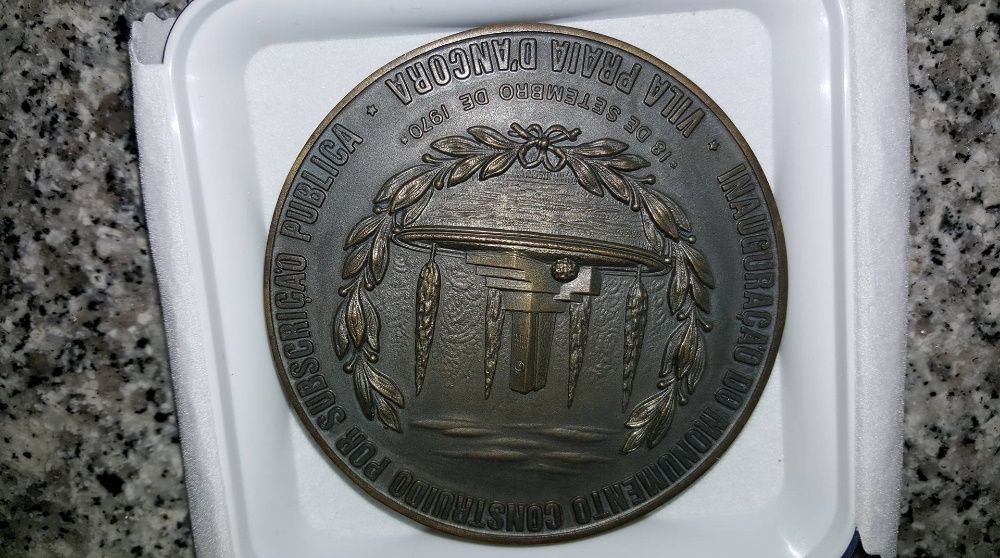 INAUGURAÇÃO DO MONUMENTO CONSTRUIDO POR SUBSCRIÇÃO PUBLICA
* VILA PRAIA D'ANCORA *
- 18 DE SETEMBRO DE 1970 -